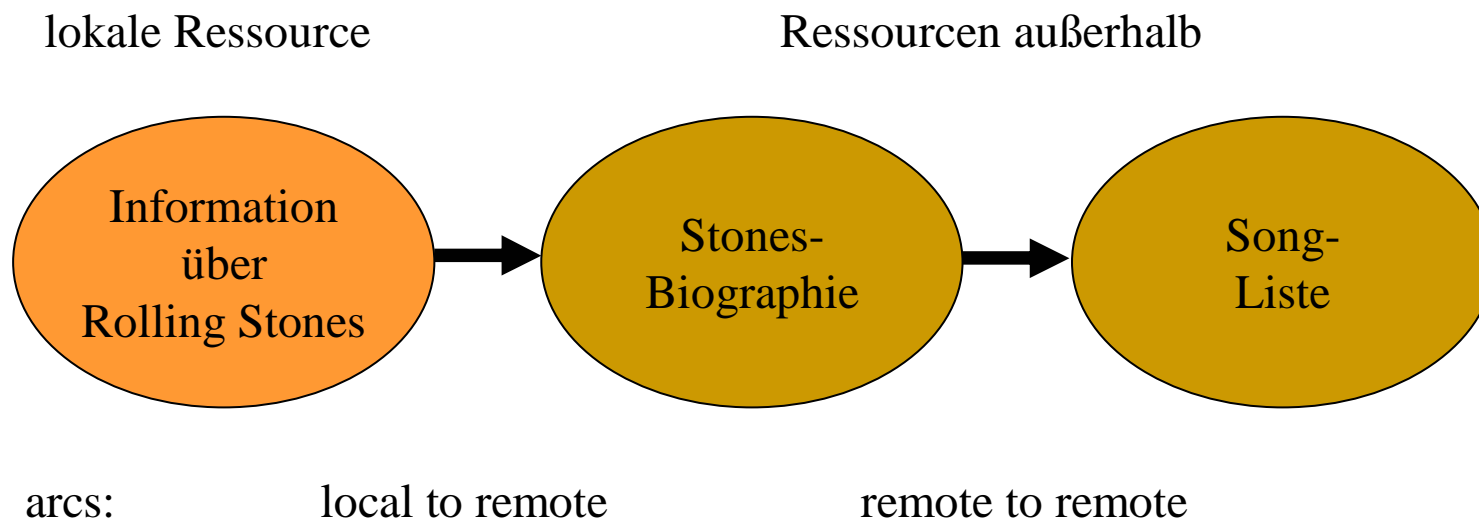 lokale Ressource
Ressourcen außerhalb
Information
über
Rolling Stones
Stones-
Biographie
Song-
Liste
arcs:
local to remote
remote to remote